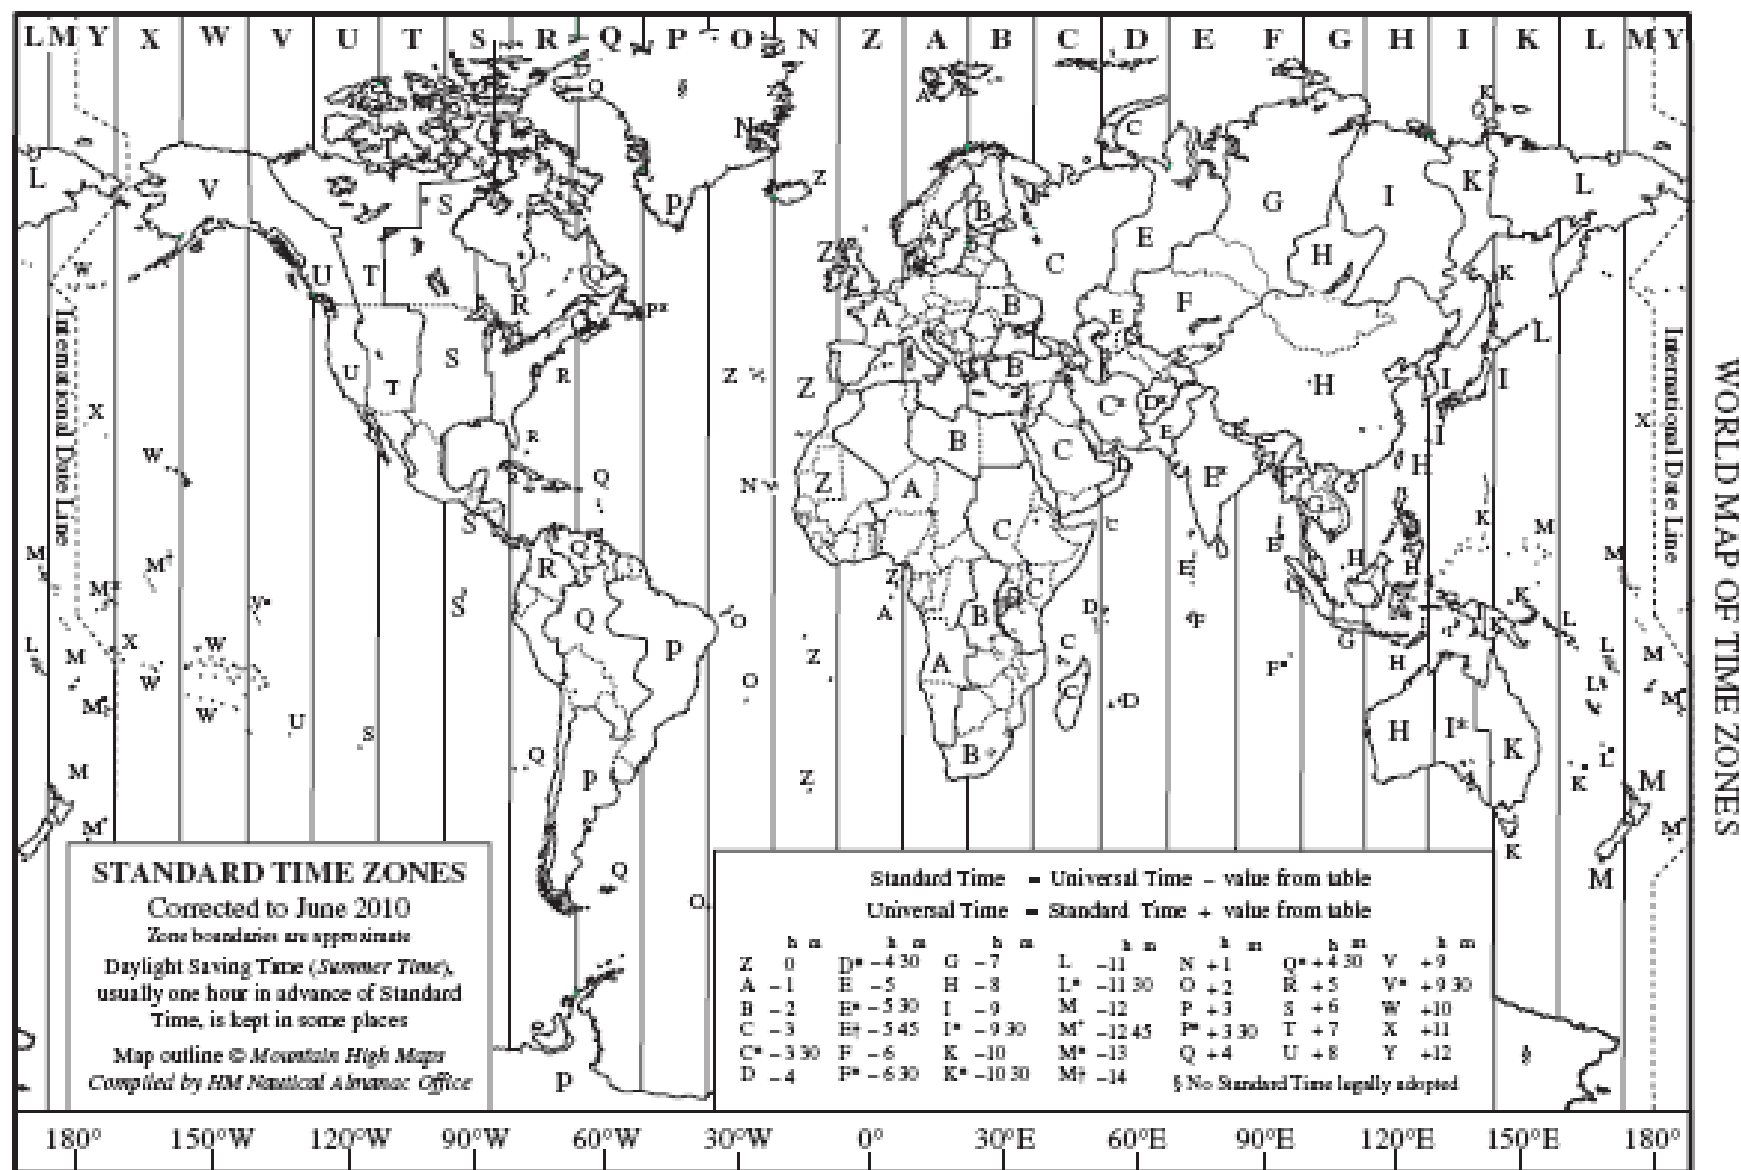 L M Y X W V U T S R Q P O N Z A B C D E F G H I K L M Y
WORLD MAP OF TIME ZONES
International Date Line
International Date Line
STANDARD TIME ZONES
Corrected to June 2010
Zone boundaries are approximate
Daylight Saving Time (Summer Time),
usually one hour in advance of Standard
Time, is kept in some places
Map outline © Mountain High Maps
Compiled by HM Nautical Almanac Office
Standard Time = Universal Time – value from table
Universal Time = Standard Time + value from table
h m h m h m h m h m h m h m
Z 0 D* –4 30 G –7 L –11 N +1 Q* +4 30 V +9
A –1 E –5 H –8 L* –11 30 O +2 R +5 V* +9 30
B –2 E* –5 30 I –9 M –12 P +3 S +6 W +10
C –3 E† –5 45 I* –9 30 M* –12 45 P* +3 30 T +7 X +11
C* –3 30 F –6 K –10 M* –13 Q +4 U +8 Y +12
D –4 F* –6 30 K* –10 30 M† –14 § No Standard Time legally adopted
180° 150°W 120°W 90°W 60°W 30°W 0° 30°E 60°E 90°E 120°E 150°E 180°